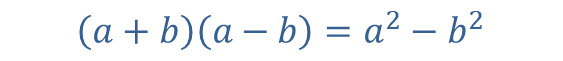 (a + b)(a − b) = a² − b²